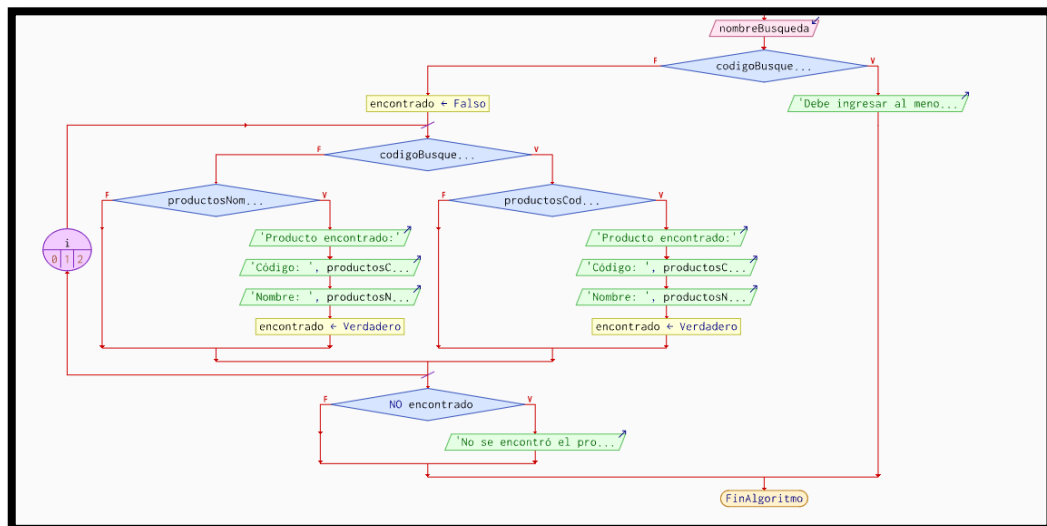 nombreBusqueda
codigoBusque...
F
V
encontrado ← Falso
'Debe ingresar al meno...
codigoBusque...
F
V
productosNom...
F
V
productosCod...
F
V
'Producto encontrado:'
'Producto encontrado:'
i
0 1 2
'Código: ', productosC...
'Código: ', productosC...
'Nombre: ', productosN...
'Nombre: ', productosN...
encontrado ← Verdadero
encontrado ← Verdadero
NO encontrado
F
V
'No se encontró el pro...
FinAlgoritmo